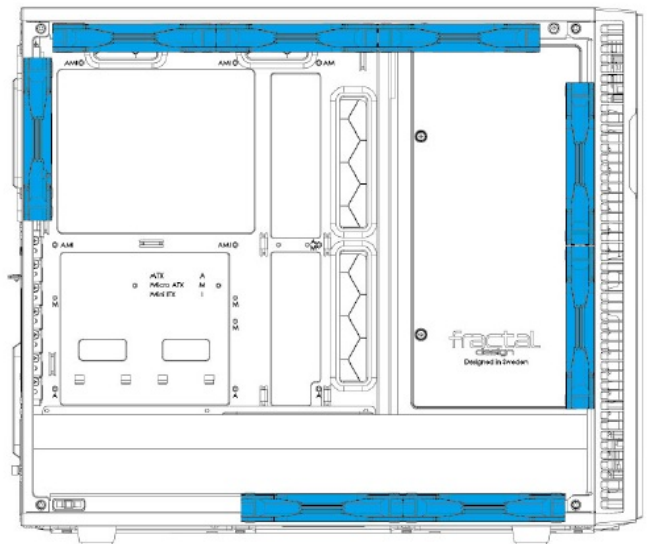 AMI AMI AM
AMI AMI
ATX A
Micro ATX M
Mini ITX I
M M
M
A A A
fractal
design
Designed in Sweden